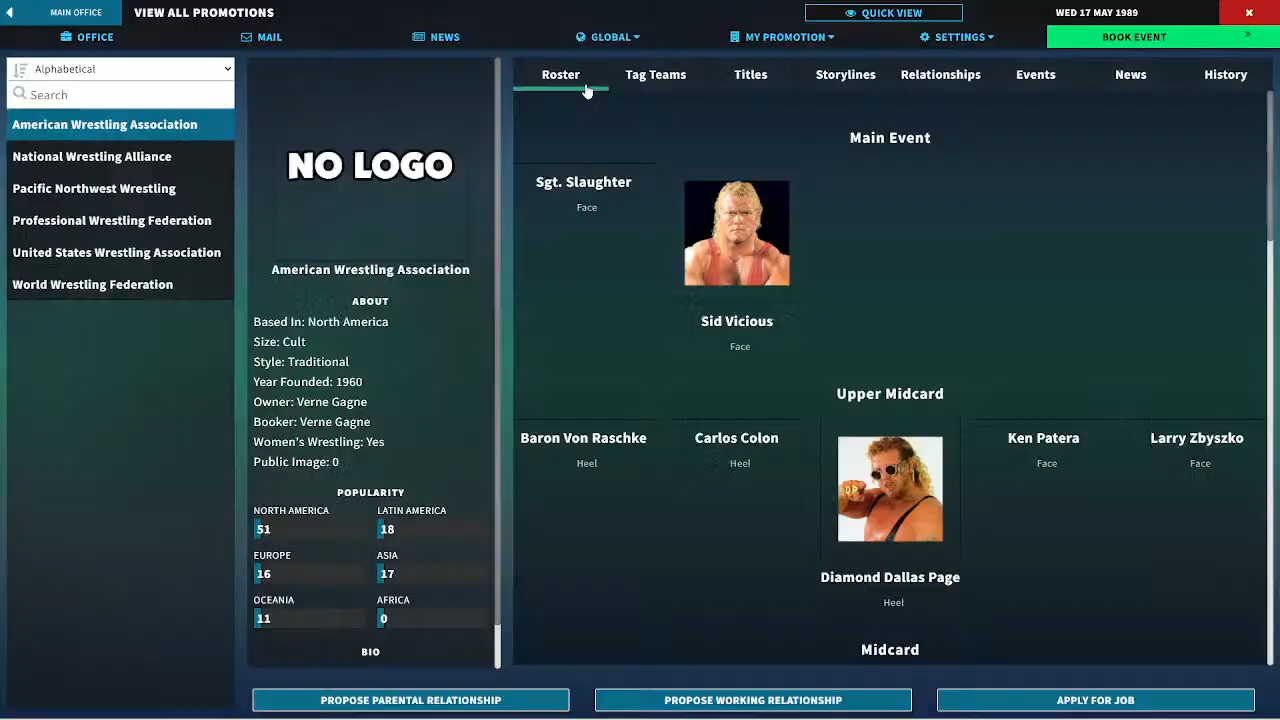 MAIN OFFICE
VIEW ALL PROMOTIONS
QUICK VIEW
WED 17 MAY 1989
OFFICE
MAIL
NEWS
GLOBAL
MY PROMOTION
SETTINGS
BOOK EVENT
Alphabetical
Search
American Wrestling Association
National Wrestling Alliance
Pacific Northwest Wrestling
Professional Wrestling Federation
United States Wrestling Association
World Wrestling Federation
NO LOGO
American Wrestling Association
ABOUT
Based In: North America
Size: Cult
Style: Traditional
Year Founded: 1960
Owner: Verne Gagne
Booker: Verne Gagne
Women's Wrestling: Yes
Public Image: 0
POPULARITY
NORTH AMERICA LATIN AMERICA
51 18
EUROPE ASIA
16 17
OCEANIA AFRICA
11 0
BIO
Roster Tag Teams Titles Storylines Relationships Events News History
Main Event
Sgt. Slaughter
Face
Sid Vicious
Face
Upper Midcard
Baron Von Raschke
Heel
Carlos Colon
Heel
Diamond Dallas Page
Heel
Ken Patera
Face
Larry Zbyszko
Face
Midcard
PROPOSE PARENTAL RELATIONSHIP
PROPOSE WORKING RELATIONSHIP
APPLY FOR JOB